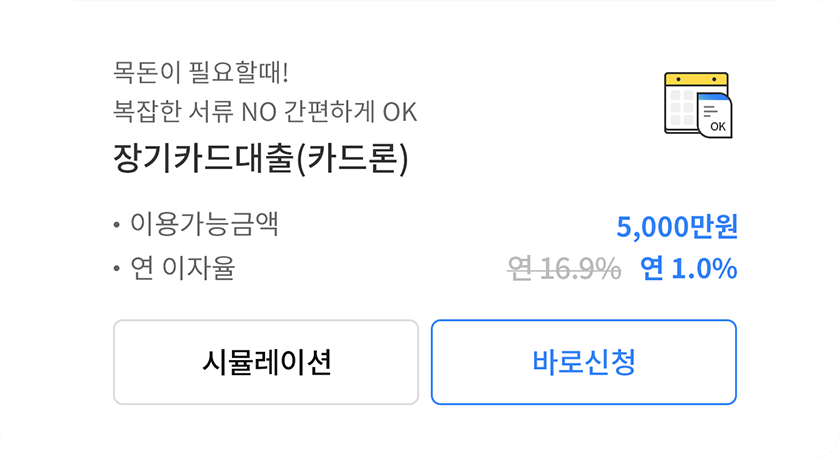 목돈이 필요할때!
복잡한 서류 NO 간편하게 OK
OK
장기카드대출(카드론)
• 이용가능금액 5,000만원
• 연 이자율 연 16.9% 연 1.0%
시뮬레이션 바로신청